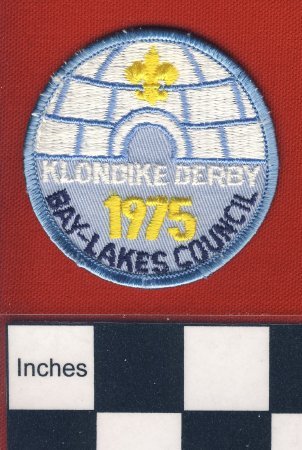 KLONDIKE DERBY
1975
BAY-LAKES COUNCIL
Inches